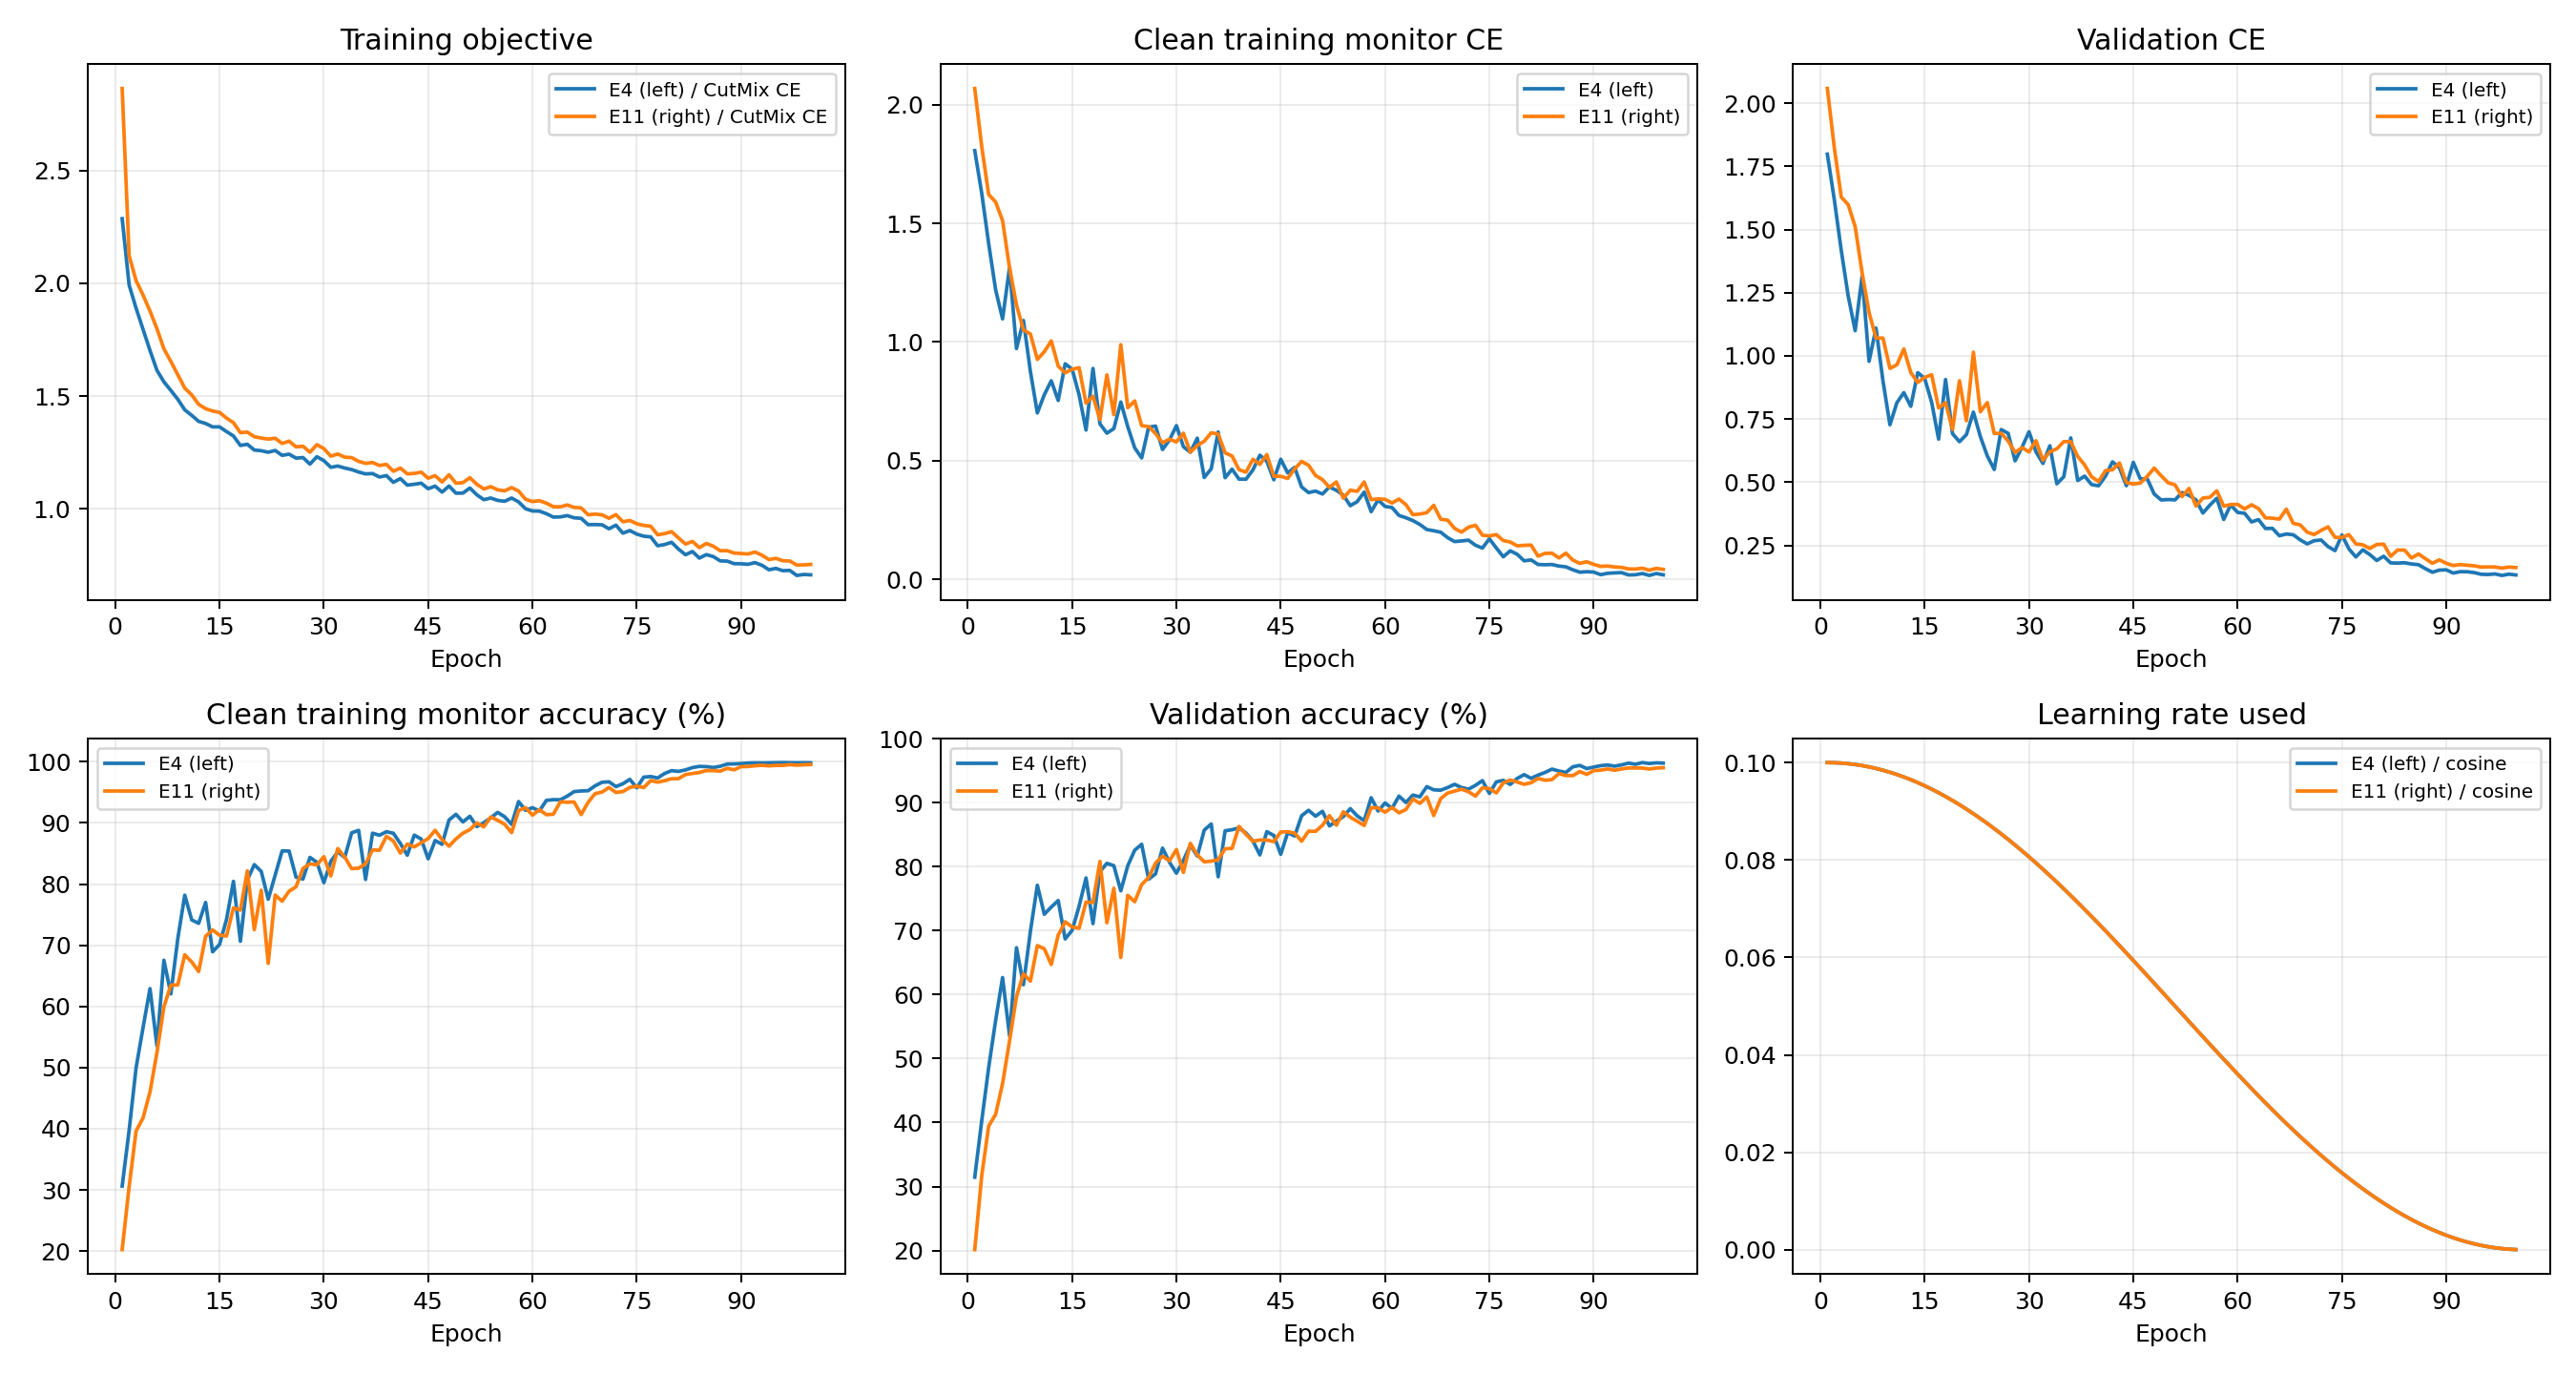 Training objective
E4 (left) / CutMix CE
E11 (right) / CutMix CE
2.5
2.0
1.5
1.0
0 15 30 45 60 75 90
Epoch
Clean training monitor CE
E4 (left)
E11 (right)
2.0
1.5
1.0
0.5
0.0
0 15 30 45 60 75 90
Epoch
Validation CE
E4 (left)
E11 (right)
2.00
1.75
1.50
1.25
1.00
0.75
0.50
0.25
0 15 30 45 60 75 90
Epoch
Clean training monitor accuracy (%)
E4 (left)
E11 (right)
100
90
80
70
60
50
40
30
20
0 15 30 45 60 75 90
Epoch
Validation accuracy (%)
E4 (left)
E11 (right)
100
90
80
70
60
50
40
30
20
0 15 30 45 60 75 90
Epoch
Learning rate used
E4 (left) / cosine
E11 (right) / cosine
0.10
0.08
0.06
0.04
0.02
0.00
0 15 30 45 60 75 90
Epoch